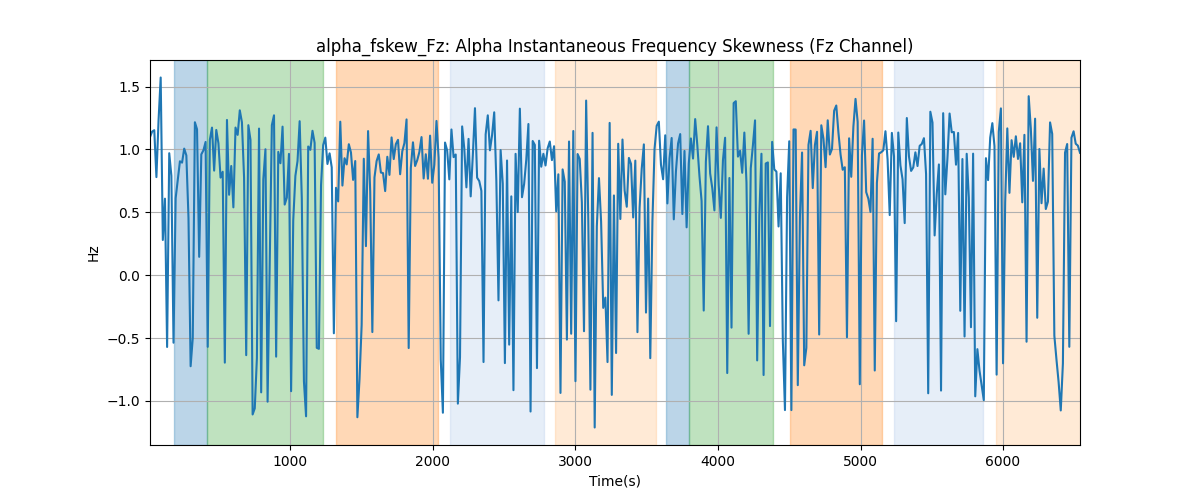 alpha_fskew_Fz: Alpha Instantaneous Frequency Skewness (Fz Channel)
1.5
1.0
0.5
0.0
−0.5
−1.0
Hz
1000 2000 3000 4000 5000 6000
Time(s)